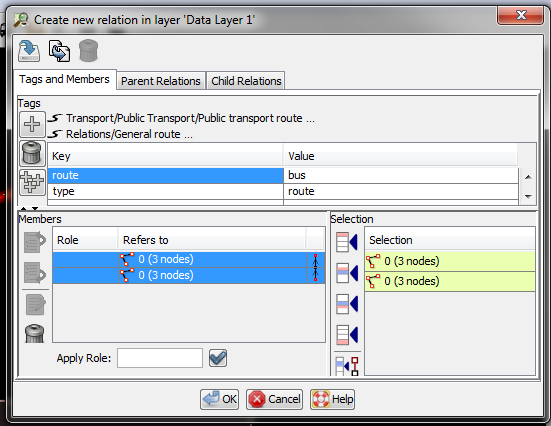 Create new relation in layer 'Data Layer 1'
Tags and Members Parent Relations Child Relations
Tags
Transport/Public Transport/Public transport route ...
Relations/General route ...
Key Value
route bus
type route
Members
Role Refers to
0 (3 nodes)
0 (3 nodes)
Apply Role:
Selection
Selection
0 (3 nodes)
0 (3 nodes)
OK Cancel Help